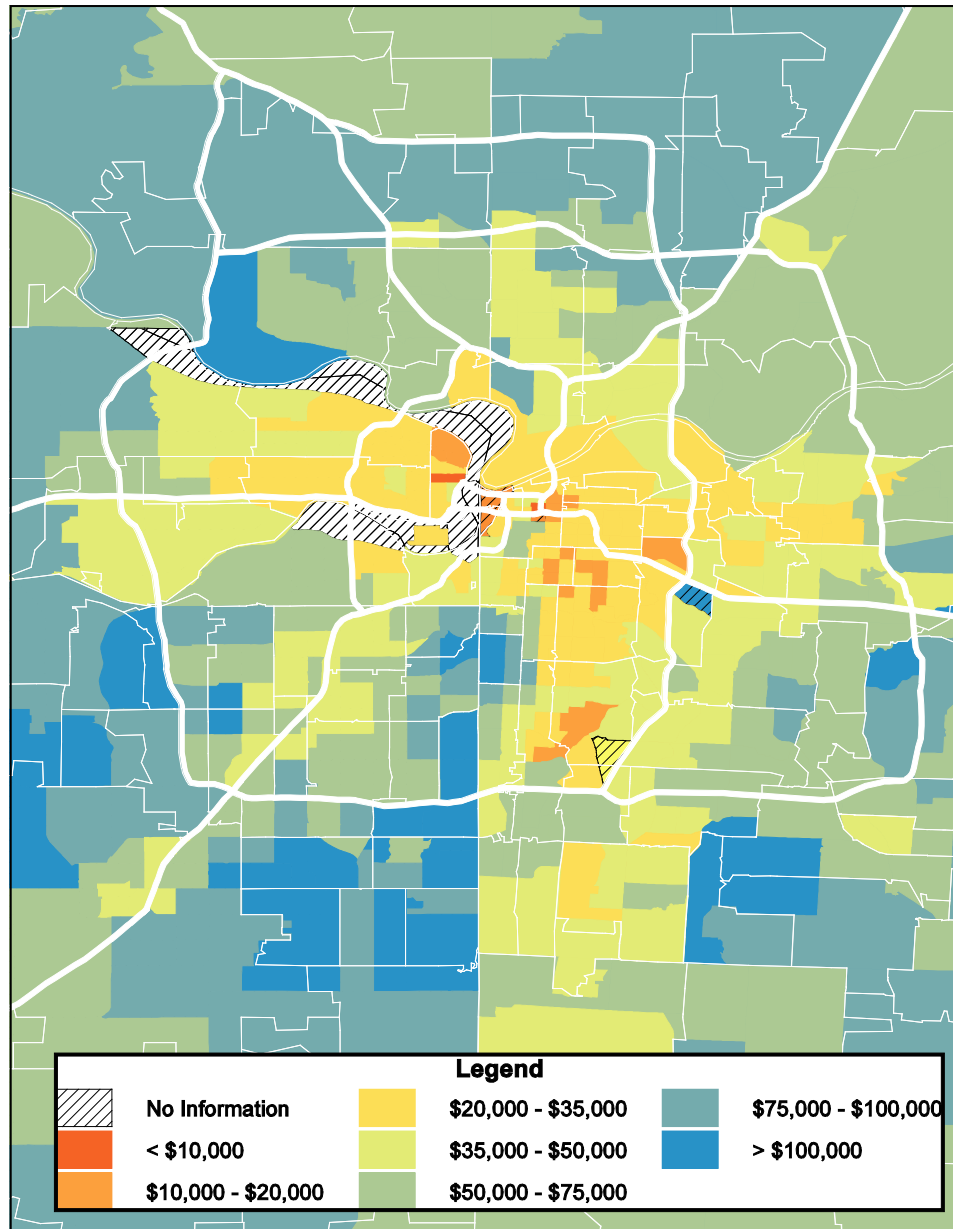 Legend
No Information
< $10,000
$10,000 - $20,000
$20,000 - $35,000
$35,000 - $50,000
$50,000 - $75,000
$75,000 - $100,000
> $100,000